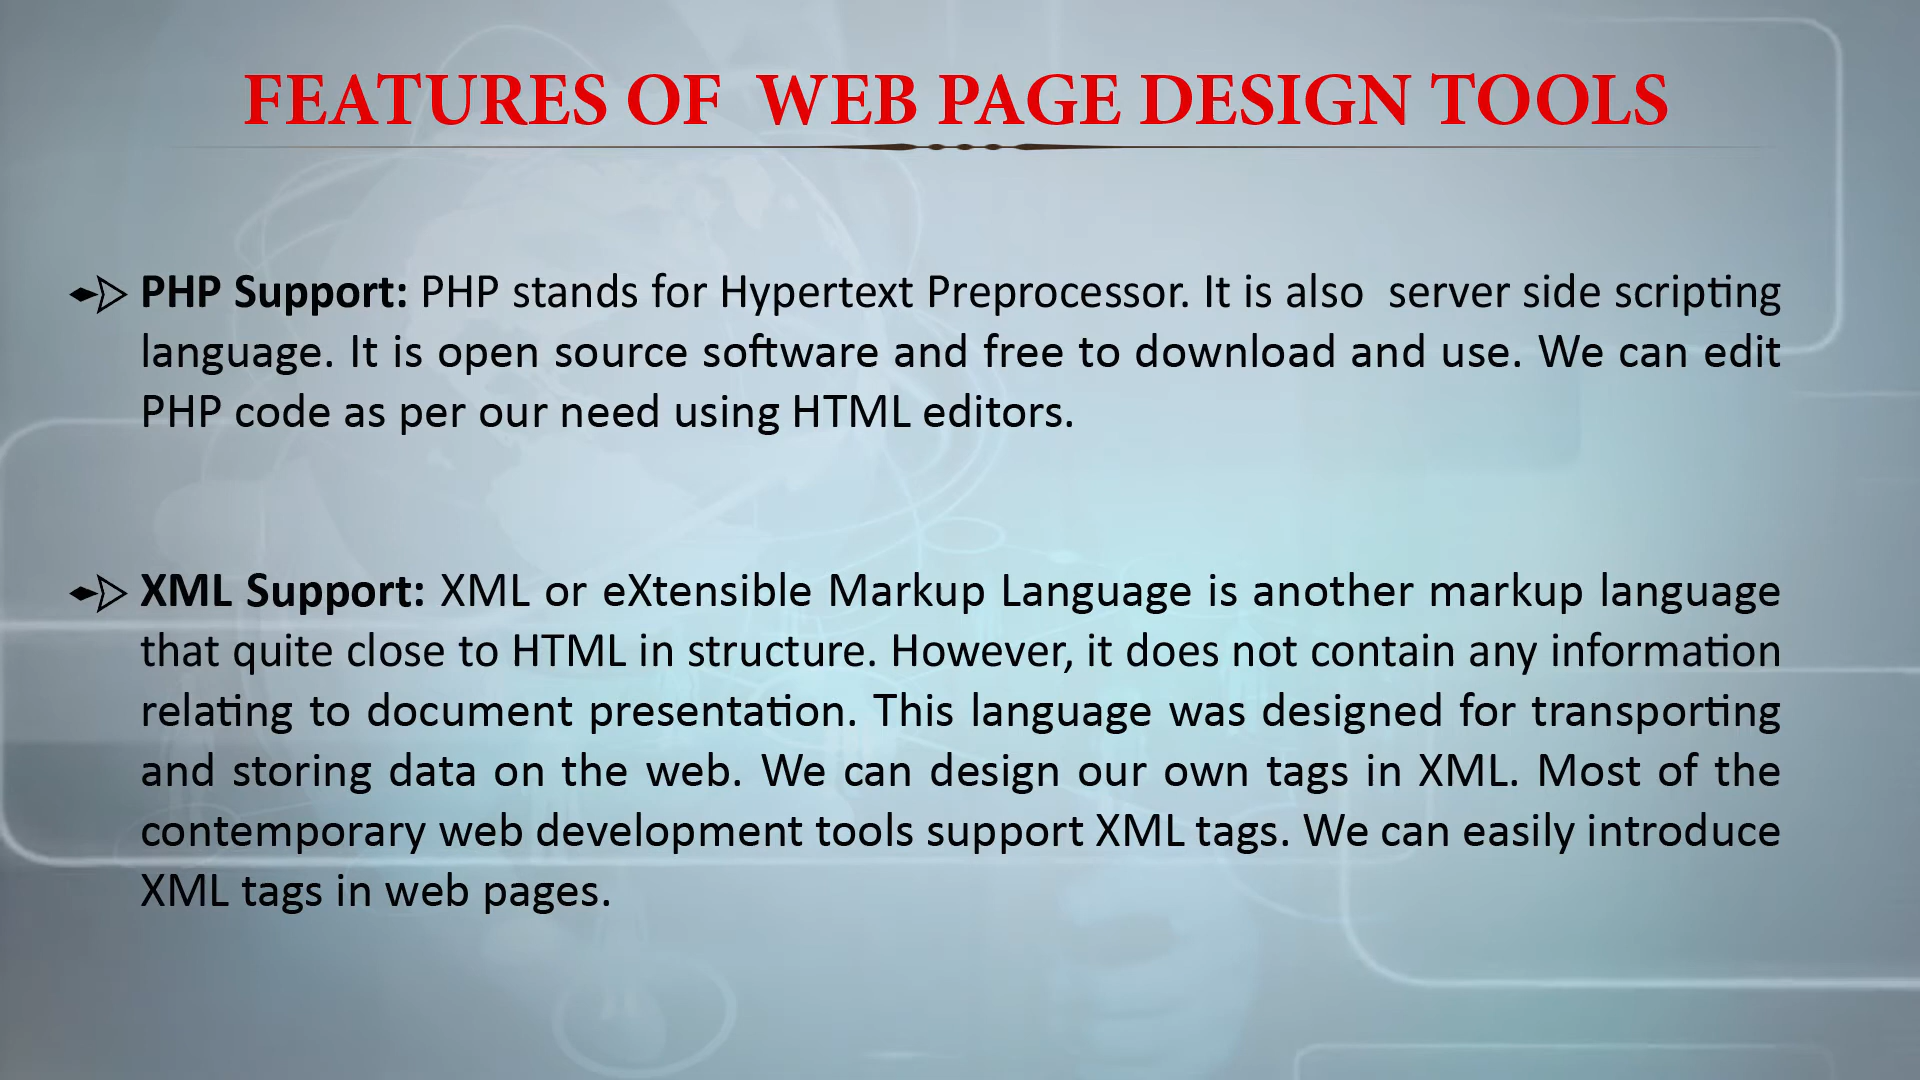 FEATURES OF  WEB PAGE DESIGN TOOLS
PHP Support: PHP stands for Hypertext Preprocessor. It is also  server side scripting
language. It is open source software and free to download and use. We can edit
PHP code as per our need using HTML editors.
XML Support: XML or eXtensible Markup Language is another markup language
that quite close to HTML in structure. However, it does not contain any information
relating to document presentation. This language was designed for transporting
and storing data on the web. We can design our own tags in XML. Most of the
contemporary web development tools support XML tags. We can easily introduce
XML tags in web pages.